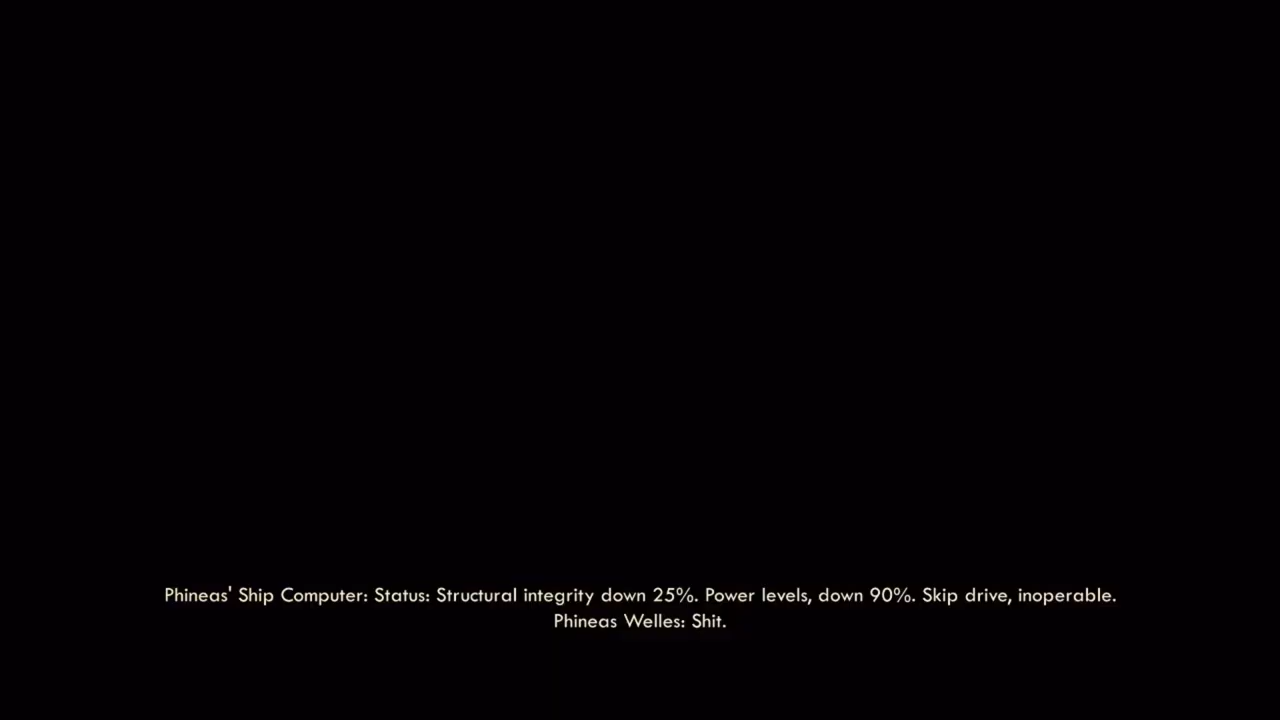 Phineas' Ship Computer: Status: Structural integrity down 25%. Power levels, down 90%. Skip drive, inoperable.
Phineas Welles: Shit.